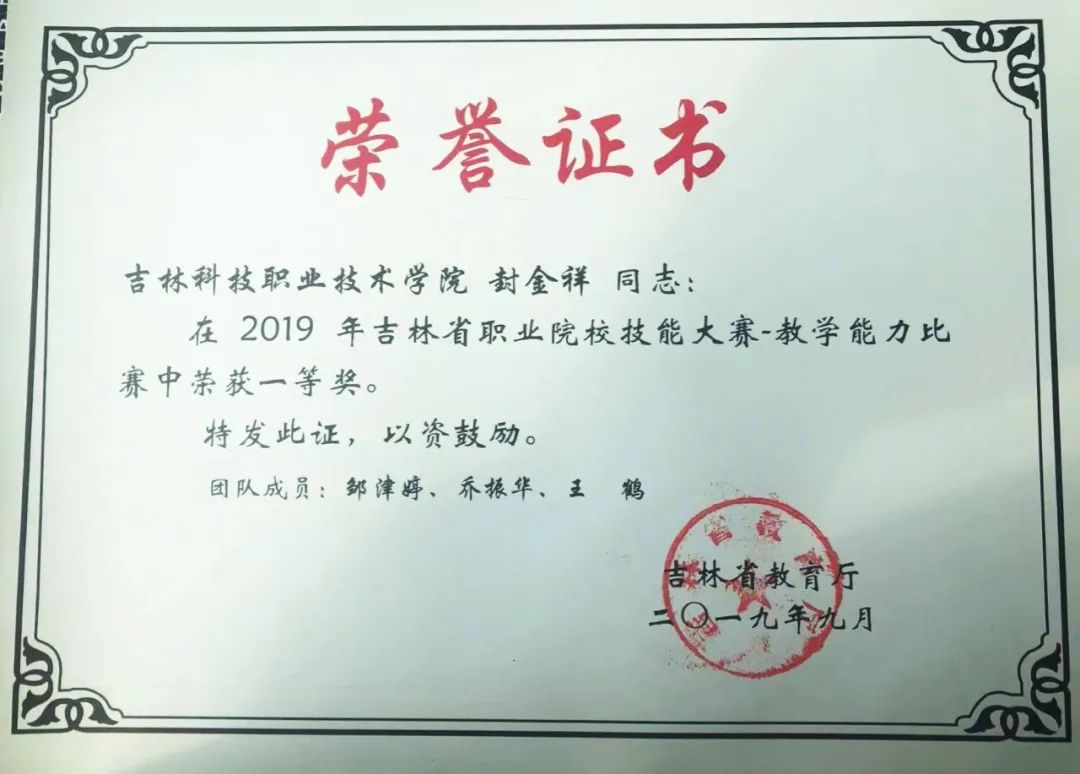 荣誉证书
吉林科技职业技术学院 封金祥 同志：
在 2019 年吉林省职业院校技能大赛-教学能力比
赛中荣获一等奖。
特发此证，以资鼓励。
团队成员：邹津婷、乔振华、王 鹤
吉林省教育厅
二〇一九年九月